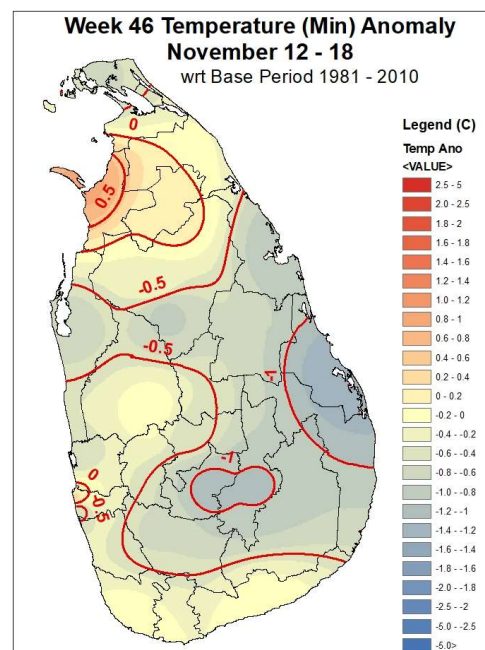 Week 46 Temperature (Min) Anomaly
November 12 - 18
wrt Base Period 1981 - 2010
Legend (C)
Temp Ano
<VALUE>
2.5 - 5
2.0 - 2.5
1.8 - 2
1.6 - 1.8
1.4 - 1.6
1.2 - 1.4
1.0 - 1.2
0.8 - 1
0.6 - 0.8
0.4 - 0.6
0.2 - 0.4
0 - 0.2
-0.2 - 0
-0.4 - -0.2
-0.6 - -0.4
-0.8 - -0.6
-1.0 - -0.8
-1.2 - -1
-1.4 - -1.2
-1.6 - -1.4
-1.8 - -1.6
-2.0 - -1.8
-2.5 - -2
-5.0 - -2.5
-5.0>
0
0.5
-0.5
-0.5
-1
-1
0
-0.5